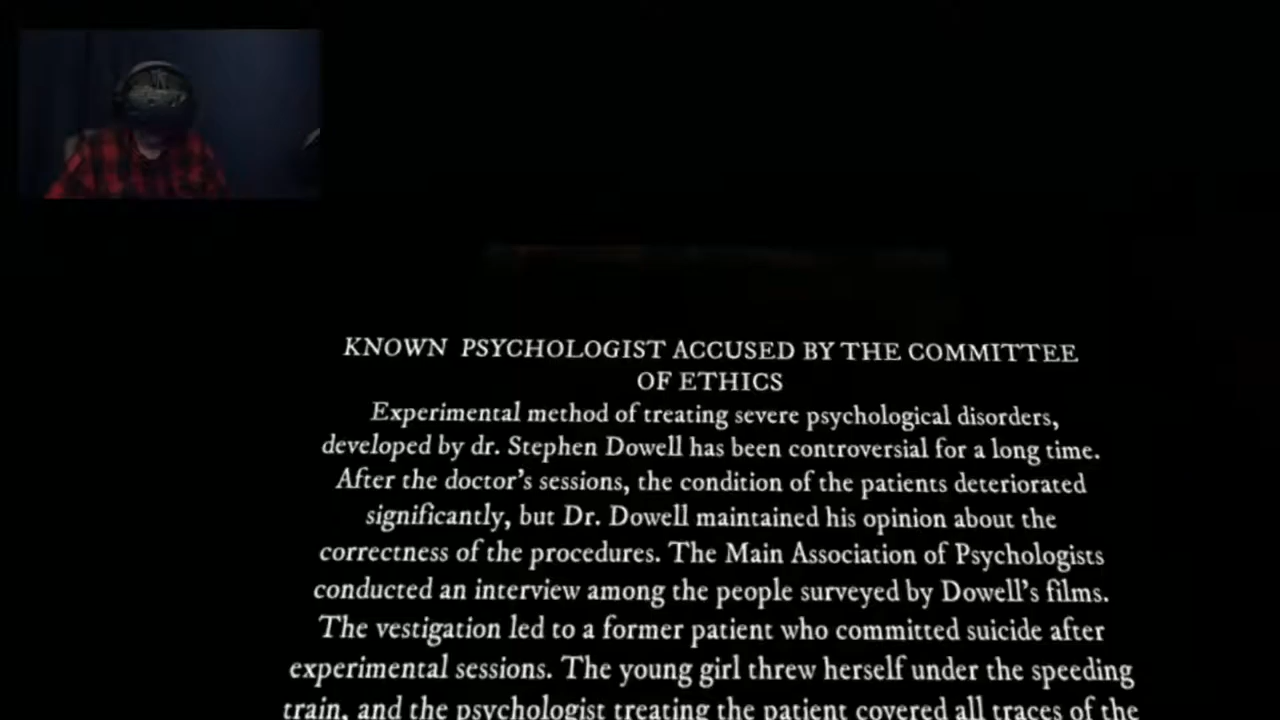 KNOWN PSYCHOLOGIST ACCUSED BY THE COMMITTEE
OF ETHICS
Experimental method of treating severe psychological disorders,
developed by dr. Stephen Dowell has been controversial for a long time.
After the doctor's sessions, the condition of the patients deteriorated
significantly, but Dr. Dowell maintained his opinion about the
correctness of the procedures. The Main Association of Psychologists
conducted an interview among the people surveyed by Dowell's films.
The vestigation led to a former patient who committed suicide after
experimental sessions. The young girl threw herself under the speeding
train, and the psychologist treating the patient covered all traces of the